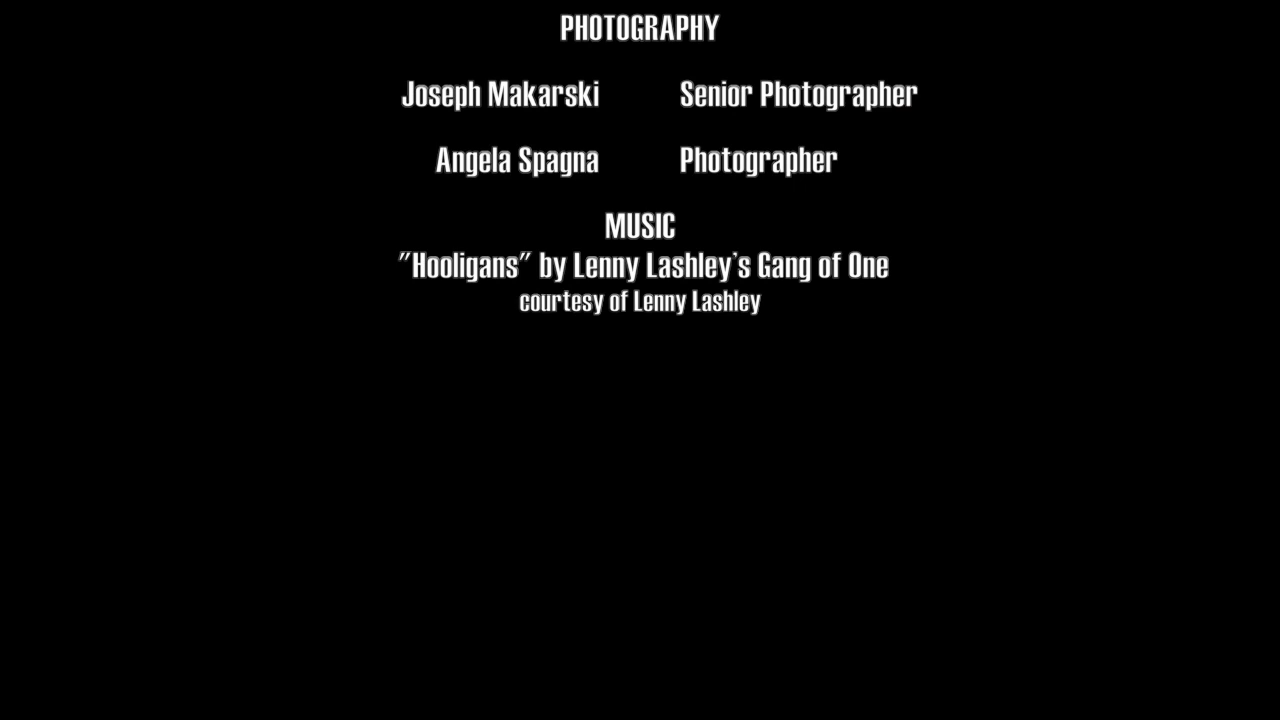 PHOTOGRAPHY
Joseph Makarski Senior Photographer
Angela Spagna Photographer
MUSIC
"Hooligans" by Lenny Lashley's Gang of One
courtesy of Lenny Lashley